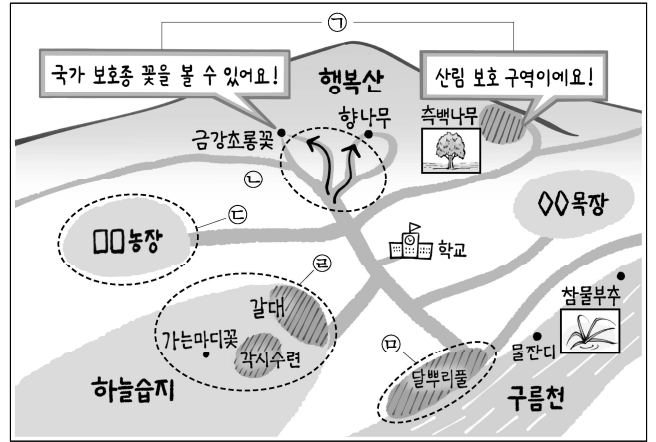 ㉠
국가 보호종 꽃을 볼 수 있어요!
산림 보호 구역이에요!
행복산
향나무
측백나무
금강초롱꽃
㉡
㉢
□□농장
◇◇목장
학교
㉣
갈대
가는마디꽃
각시수련
하늘습지
㉤
달뿌리풀
참물부추
물잔디
구름천